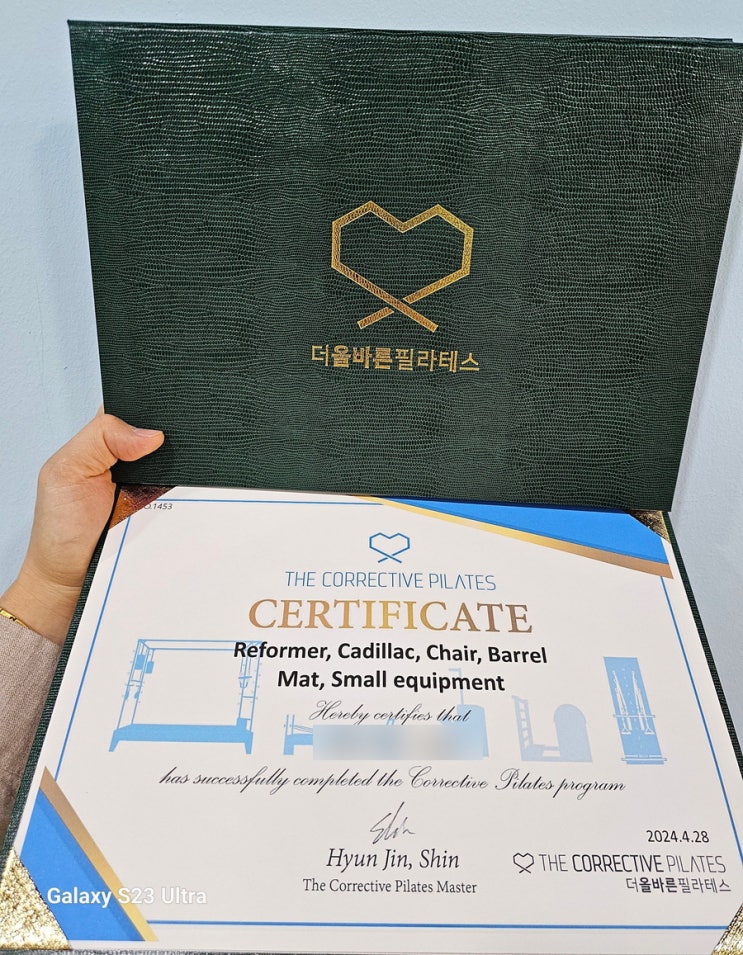 더올바른필라테스
.1453
THE CORRECTIVE PILATES
CERTIFICATE
Reformer, Cadillac, Chair, Barrel
Mat, Small equipment
Hereby certifies that
has successfully completed the Corrective Pilates program
Shin
Hyun Jin, Shin
The Corrective Pilates Master
2024.4.28
THE CORRECTIVE PILATES
더올바른필라테스
Galaxy S23 Ultra